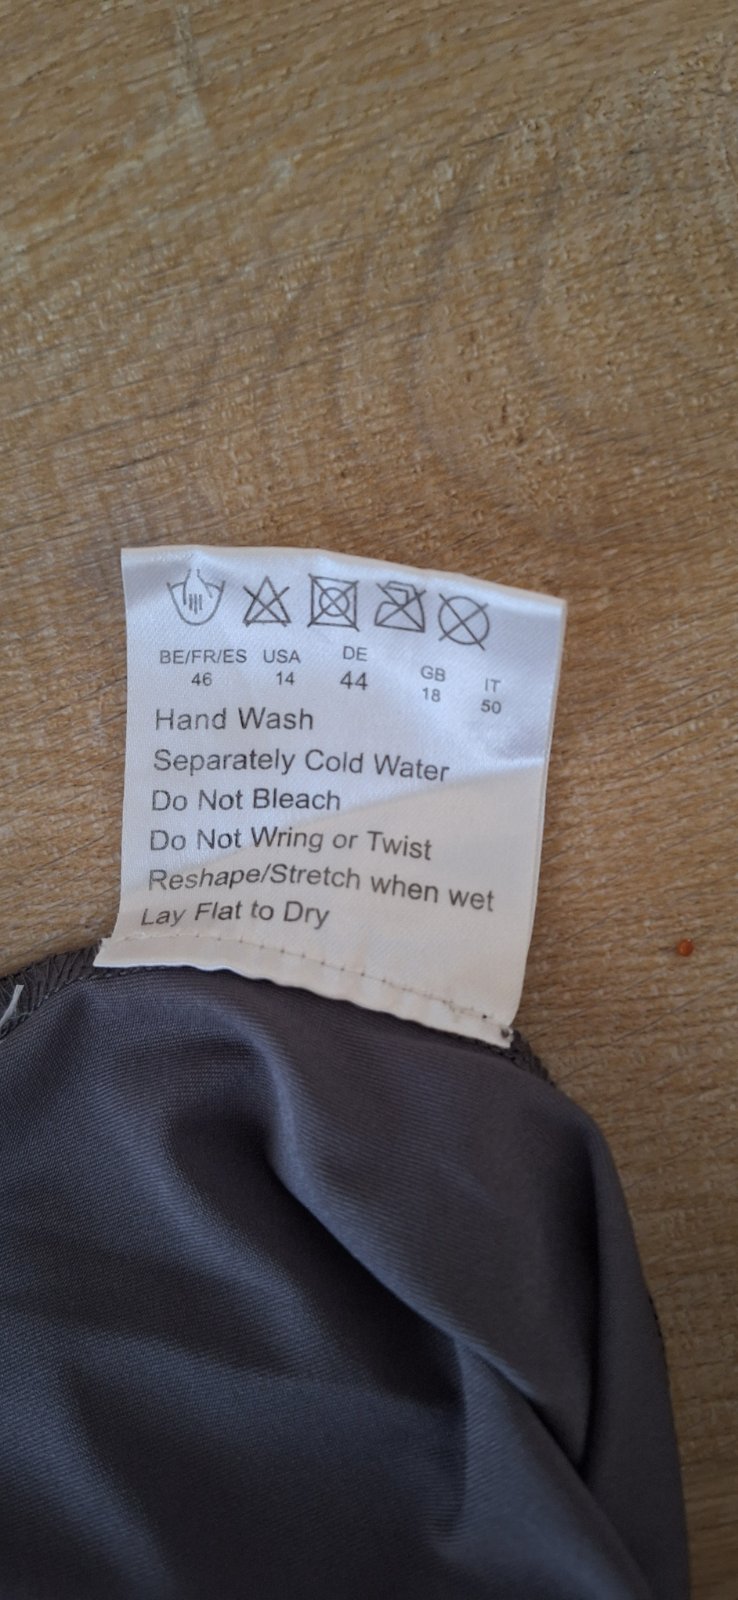 BE/FR/ES USA DE GB IT
46 14 44 18 50
Hand Wash
Separately Cold Water
Do Not Bleach
Do Not Wring or Twist
Reshape/Stretch when wet
Lay Flat to Dry